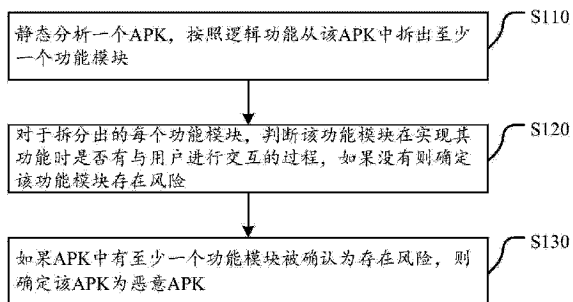 静态分析一个APK，按照逻辑功能从该APK中拆出至少
一个功能模块
S110
对于拆分出的每个功能模块，判断该功能模块在实现其
功能时是否有与用户进行交互的过程，如果没有则确定
该功能模块存在风险
S120
如果APK中有至少一个功能模块被确认为存在风险，则
确定该APK为恶意APK
S130